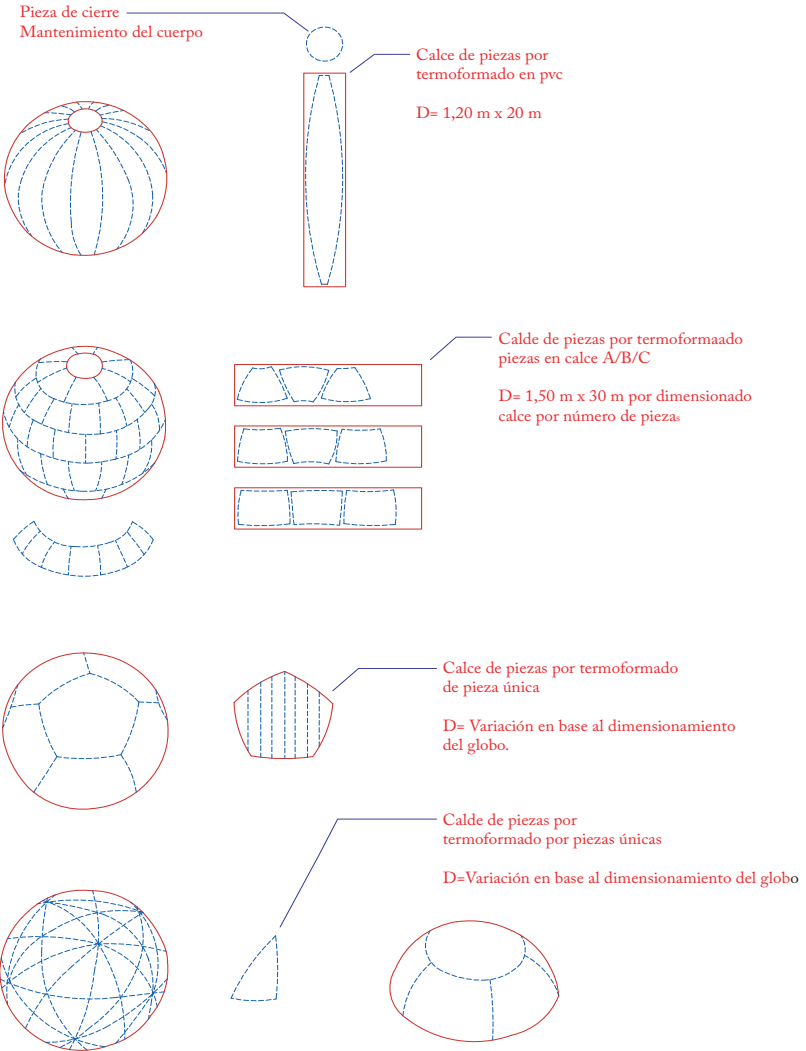 Pieza de cierre
Mantenimiento del cuerpo
Calce de piezas por
termoformado en pvc
D= 1,20 m x 20 m
Calde de piezas por termoformaado
piezas en calce A/B/C
D= 1,50 m x 30 m por dimensionado
calce por número de piezas
Calce de piezas por termoformado
de pieza única
D= Variación en base al dimensionamiento
del globo.
Calde de piezas por
termoformado por piezas únicas
D=Variación en base al dimensionamiento del globo